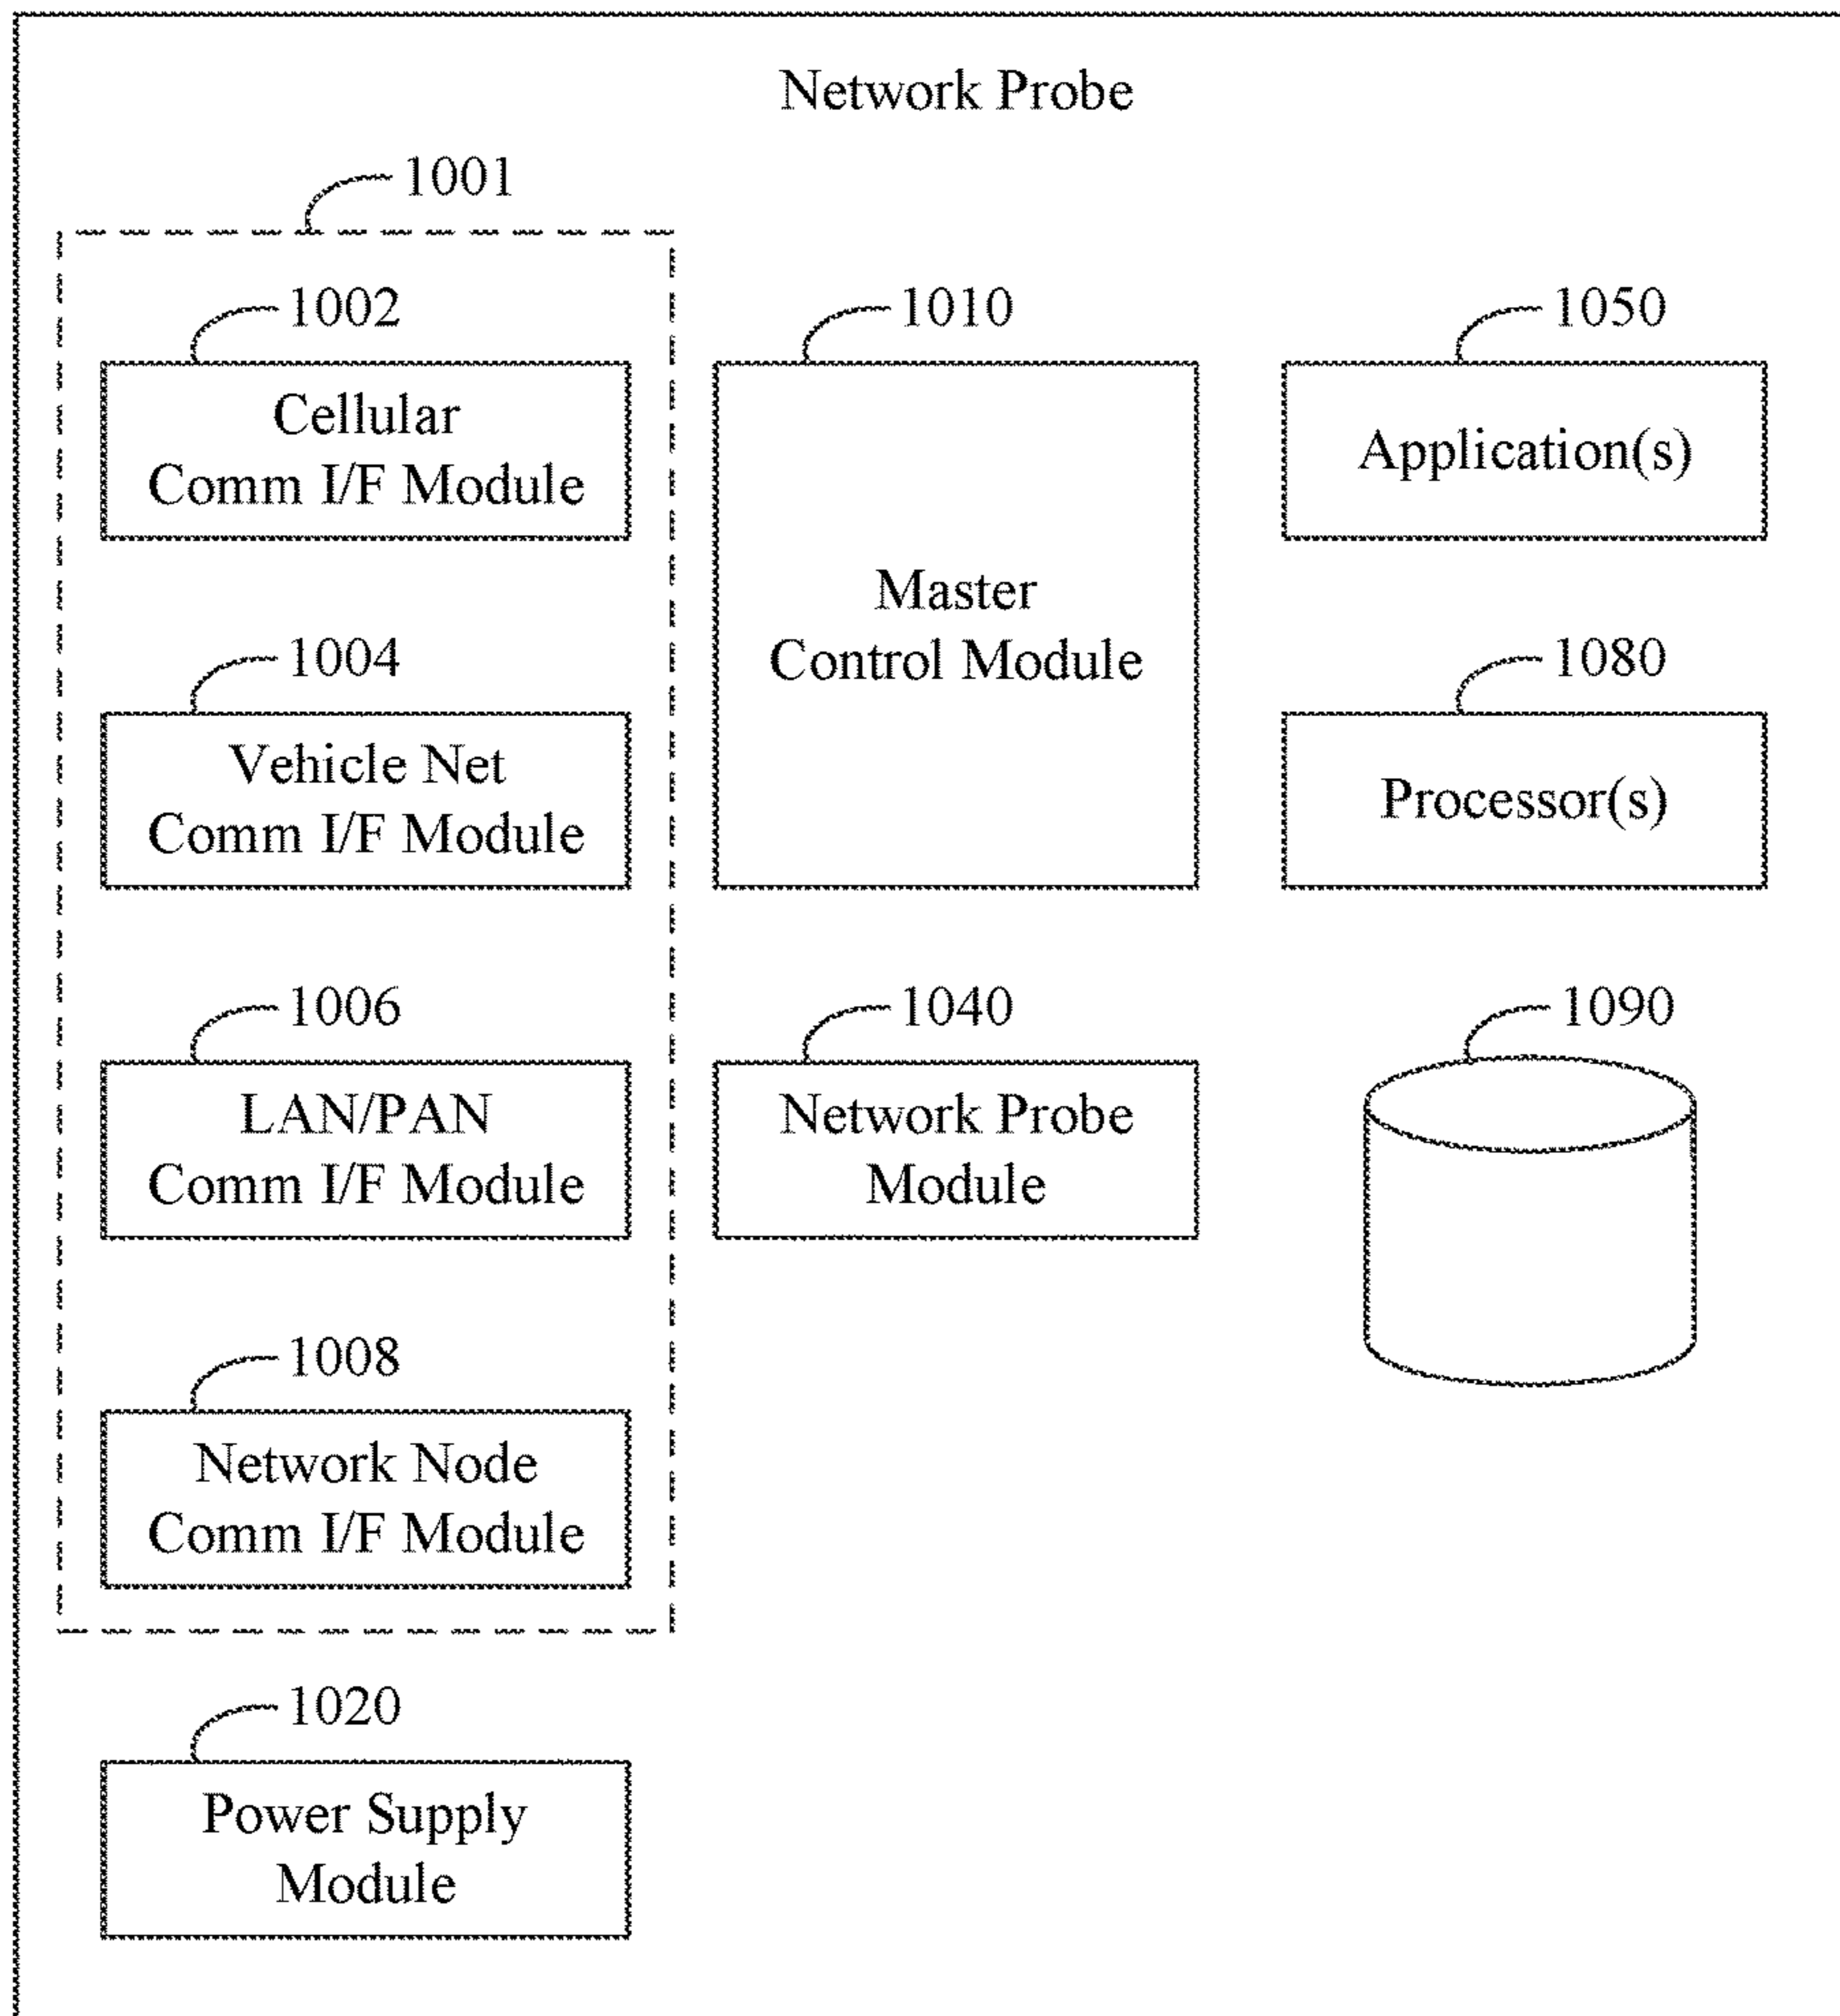 Network Probe
1001
1002
Cellular
Comm I/F Module
1004
Vehicle Net
Comm I/F Module
1006
LAN/PAN
Comm I/F Module
1008
Network Node
Comm I/F Module
1020
Power Supply
Module
1010
Master
Control Module
1040
Network Probe
Module
1050
Application(s)
1080
Processor(s)
1090